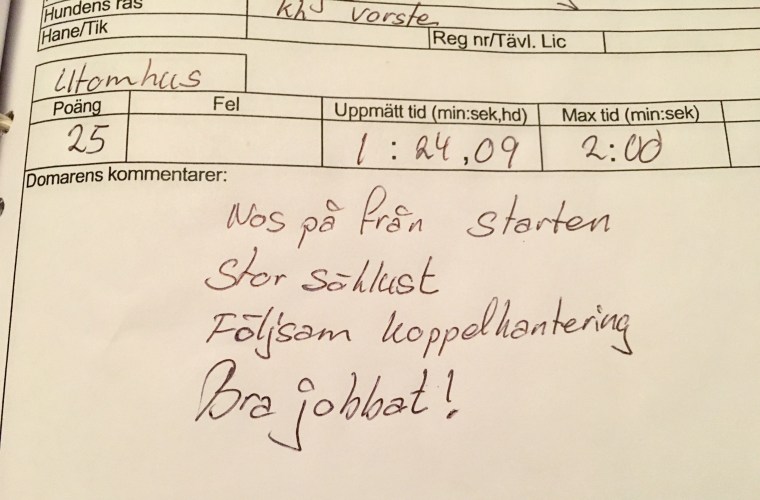 Hundens ras khj vorsteh
Hane/Tik
Reg nr/Tävl. Lic
Utomhus
Poäng Fel Uppmätt tid (min:sek,hd) Max tid (min:sek)
25 1:24,09 2:00
Domarens kommentarer:
Nos på från starten
Stor söklust
Följsam koppelhantering
Bra jobbat!